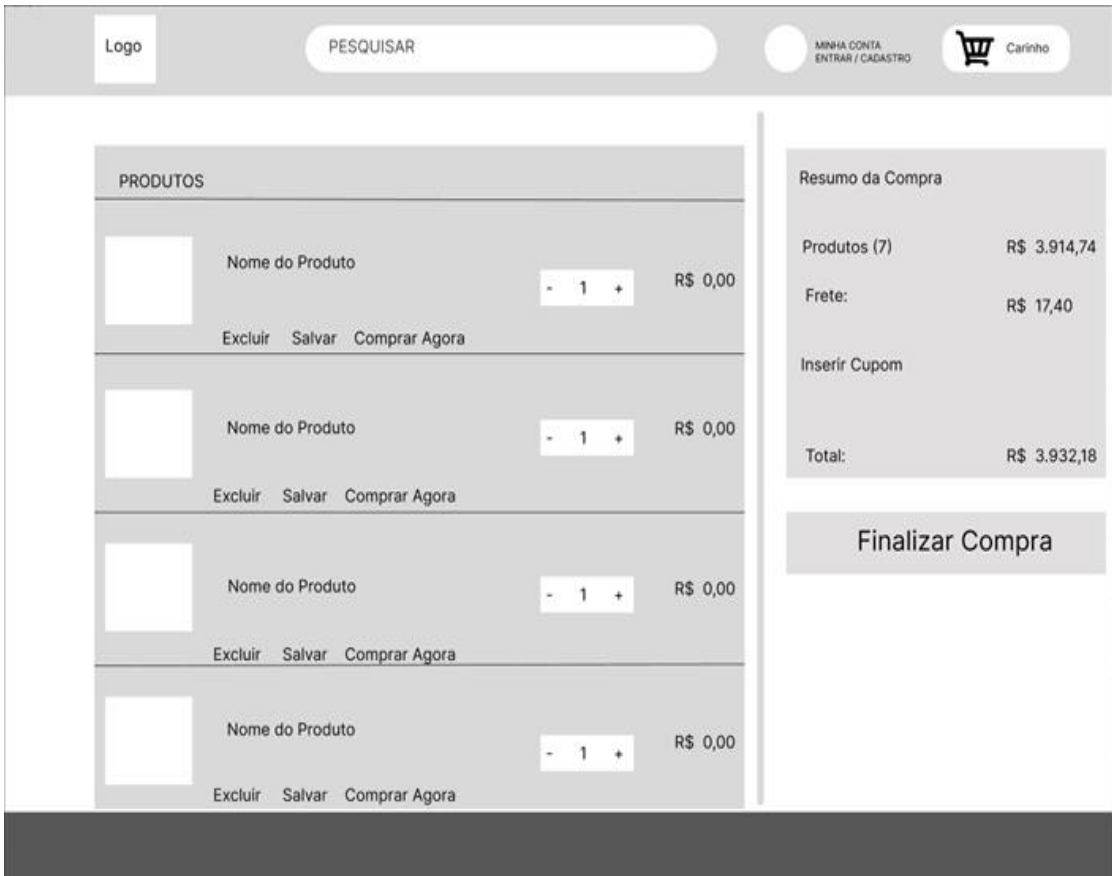 Logo
PESQUISAR
MINHA CONTA
ENTRAR / CADASTRO
Carinho
PRODUTOS
Nome do Produto
- 1 +
R$ 0,00
Excluir Salvar Comprar Agora
Nome do Produto
- 1 +
R$ 0,00
Excluir Salvar Comprar Agora
Nome do Produto
- 1 +
R$ 0,00
Excluir Salvar Comprar Agora
Nome do Produto
- 1 +
R$ 0,00
Excluir Salvar Comprar Agora
Resumo da Compra
Produtos (7) R$ 3.914,74
Frete: R$ 17,40
Inserir Cupom
Total: R$ 3.932,18
Finalizar Compra